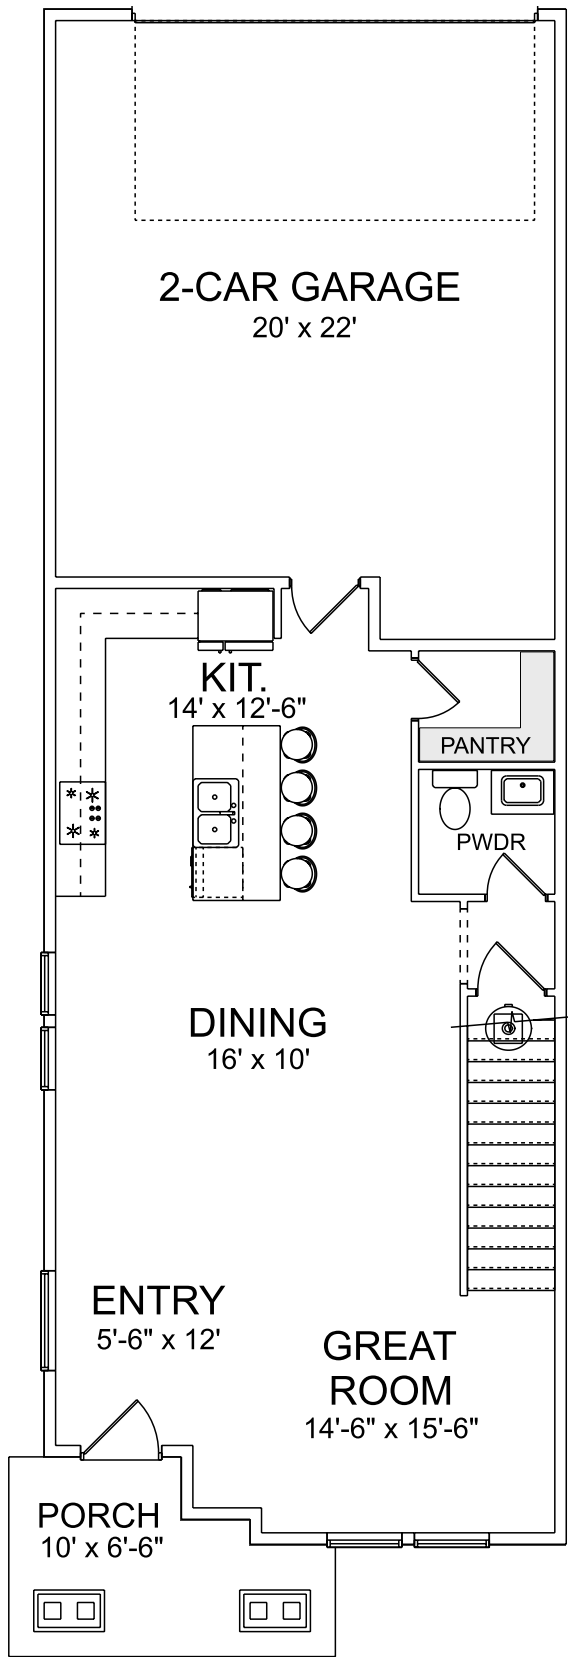 2-CAR GARAGE
20' x 22'
KIT.
14' x 12'-6"
PANTRY
PWDR
DINING
16' x 10'
ENTRY
5'-6" x 12'
GREAT
ROOM
14'-6" x 15'-6"
PORCH
10' x 6'-6"